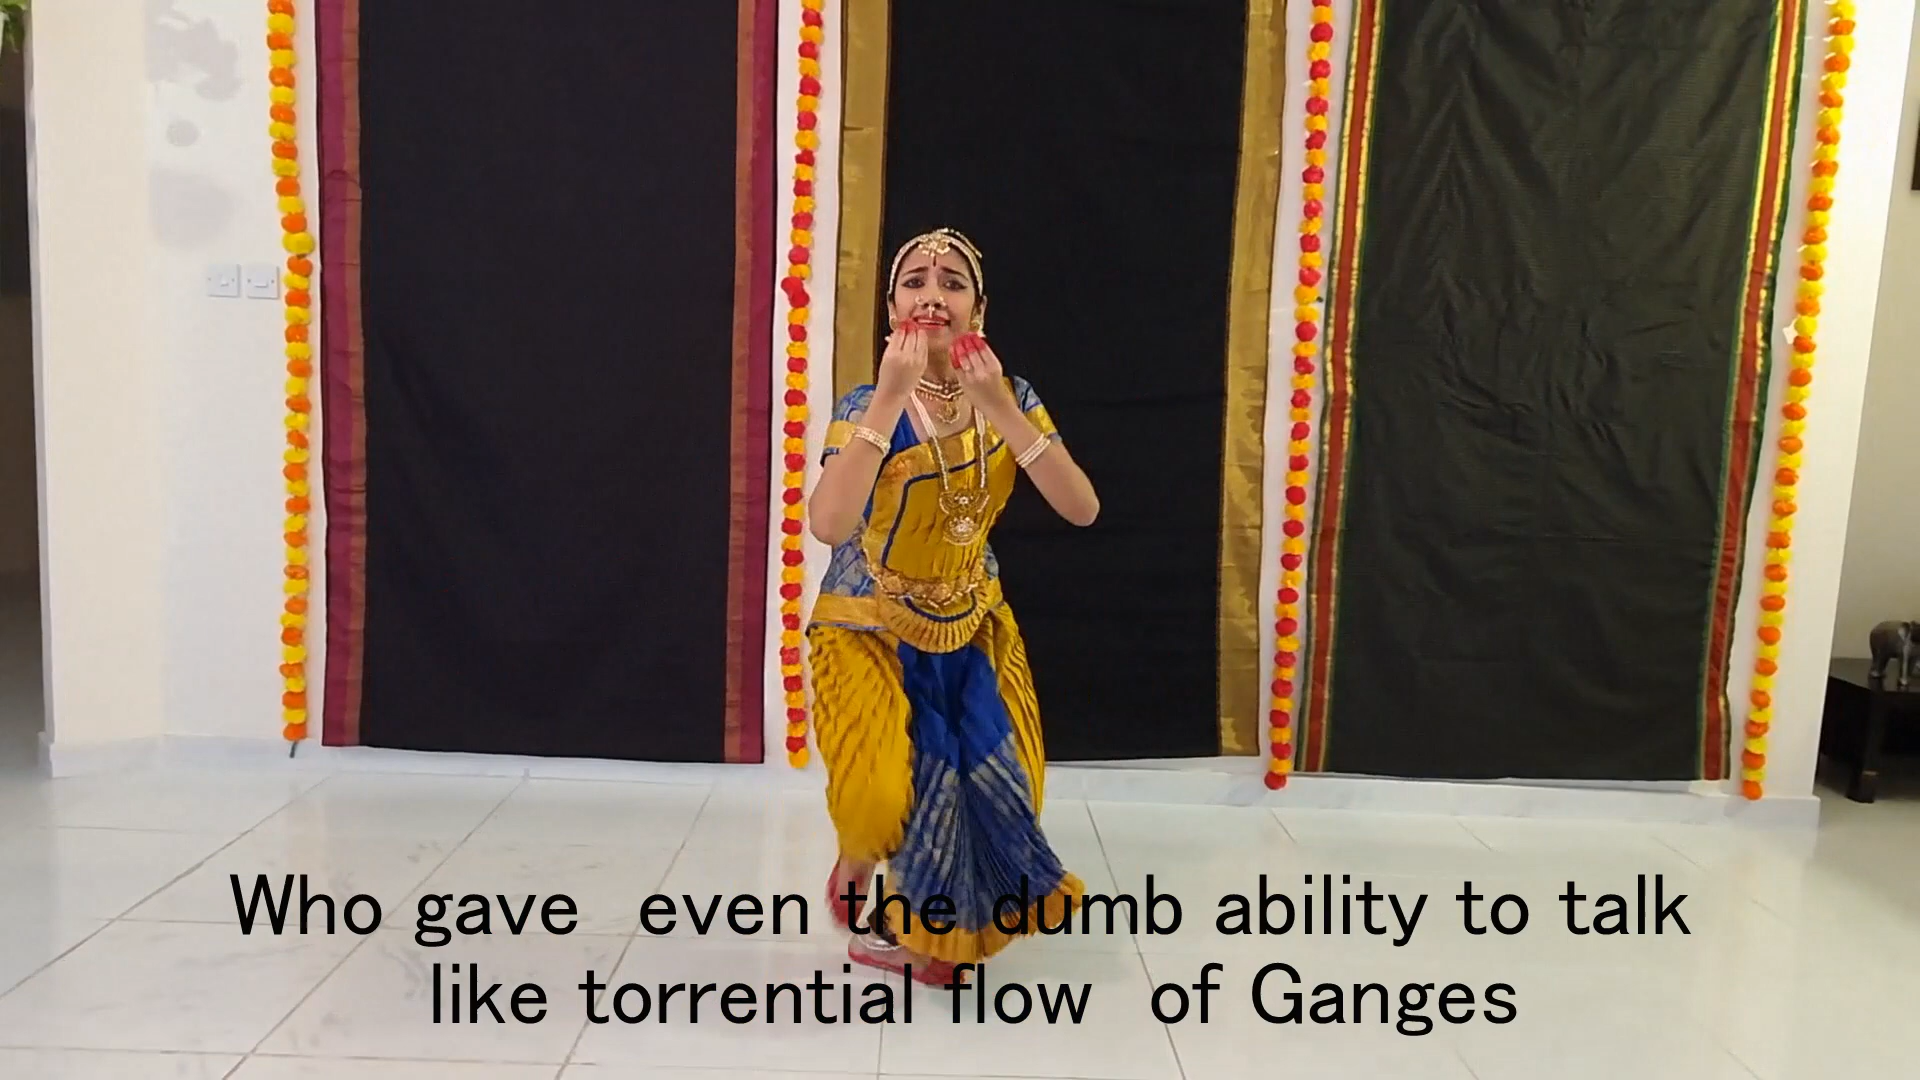 Who gave  even the dumb ability to talk
like torrential flow  of Ganges